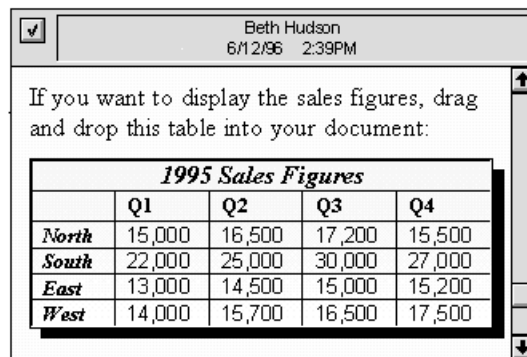 Beth Hudson
6/12/96 2:39PM
If you want to display the sales figures, drag
and drop this table into your document:
1995 Sales Figures
Q1 Q2 Q3 Q4
North 15,000 16,500 17,200 15,500
South 22,000 25,000 30,000 27,000
East 13,000 14,500 15,000 15,200
West 14,000 15,700 16,500 17,500